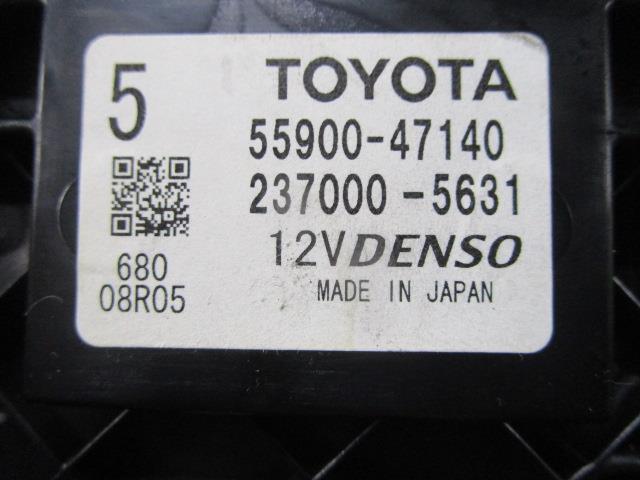 5
TOYOTA
55900-47140
237000-5631
12V DENSO
680
08R05
MADE IN JAPAN